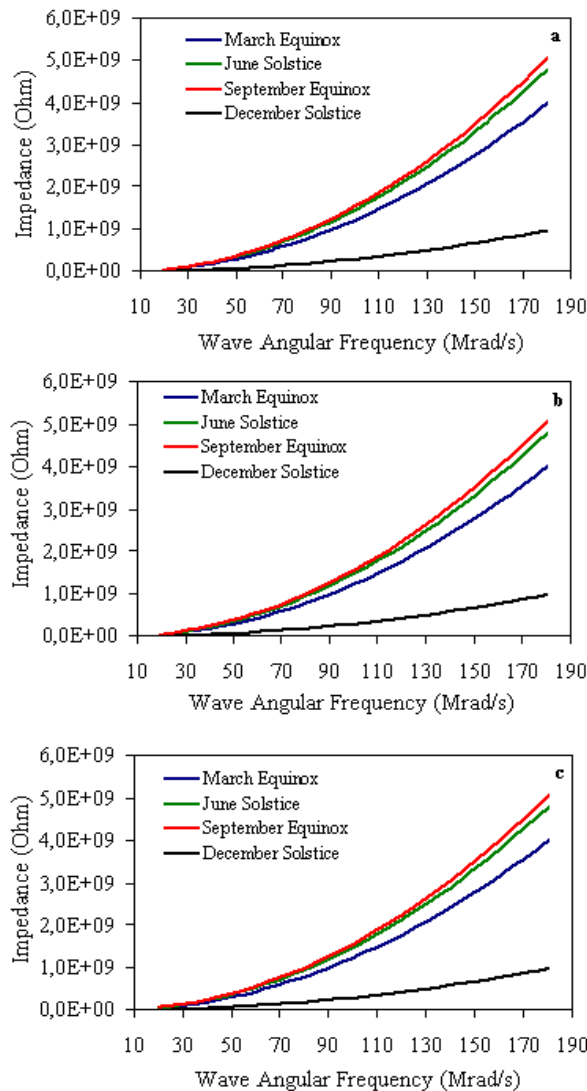 6,0E+09 a
5,0E+09
4,0E+09
3,0E+09
2,0E+09
1,0E+09
0,0E+00
Impedance (Ohm)
March Equinox
June Solstice
September Equinox
December Solstice
10 30 50 70 90 110 130 150 170 190
Wave Angular Frequency (Mrad/s)
6,0E+09 b
5,0E+09
4,0E+09
3,0E+09
2,0E+09
1,0E+09
0,0E+00
Impedance (Ohm)
March Equinox
June Solstice
September Equinox
December Solstice
10 30 50 70 90 110 130 150 170 190
Wave Angular Frequency (Mrad/s)
6,0E+09 c
5,0E+09
4,0E+09
3,0E+09
2,0E+09
1,0E+09
0,0E+00
Impedance (Ohm)
March Equinox
June Solstice
September Equinox
December Solstice
10 30 50 70 90 110 130 150 170 190
Wave Angular Frequency (Mrad/s)